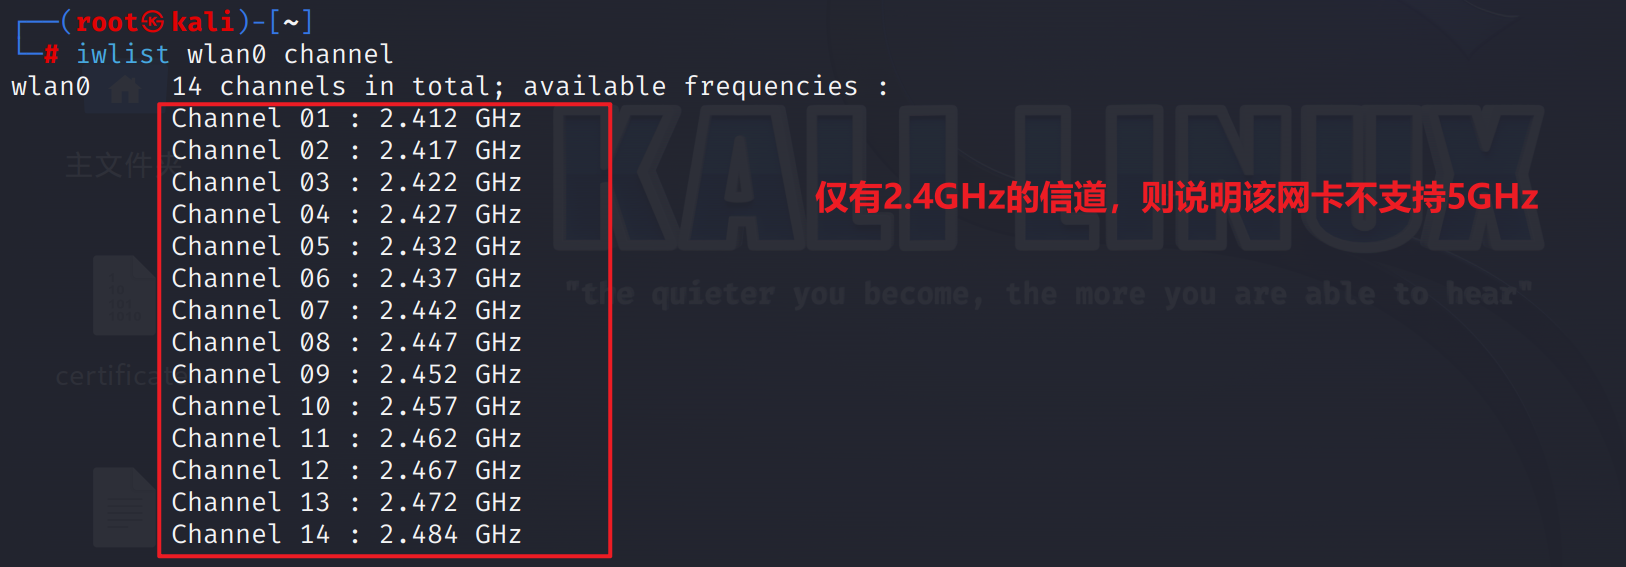 ┌──(root㉿kali)-[~]
└─# iwlist wlan0 channel
wlan0     14 channels in total; available frequencies :
          Channel 01 : 2.412 GHz
          Channel 02 : 2.417 GHz
主文件夹
          Channel 03 : 2.422 GHz
仅有2.4GHz的信道，则说明该网卡不支持5GHz
KALI LINUX
          Channel 04 : 2.427 GHz
          Channel 05 : 2.432 GHz
          Channel 06 : 2.437 GHz
"the quieter you become, the more you are able to hear"
          Channel 07 : 2.442 GHz
          Channel 08 : 2.447 GHz
          Channel 09 : 2.452 GHz
          Channel 10 : 2.457 GHz
          Channel 11 : 2.462 GHz
          Channel 12 : 2.467 GHz
          Channel 13 : 2.472 GHz
          Channel 14 : 2.484 GHz